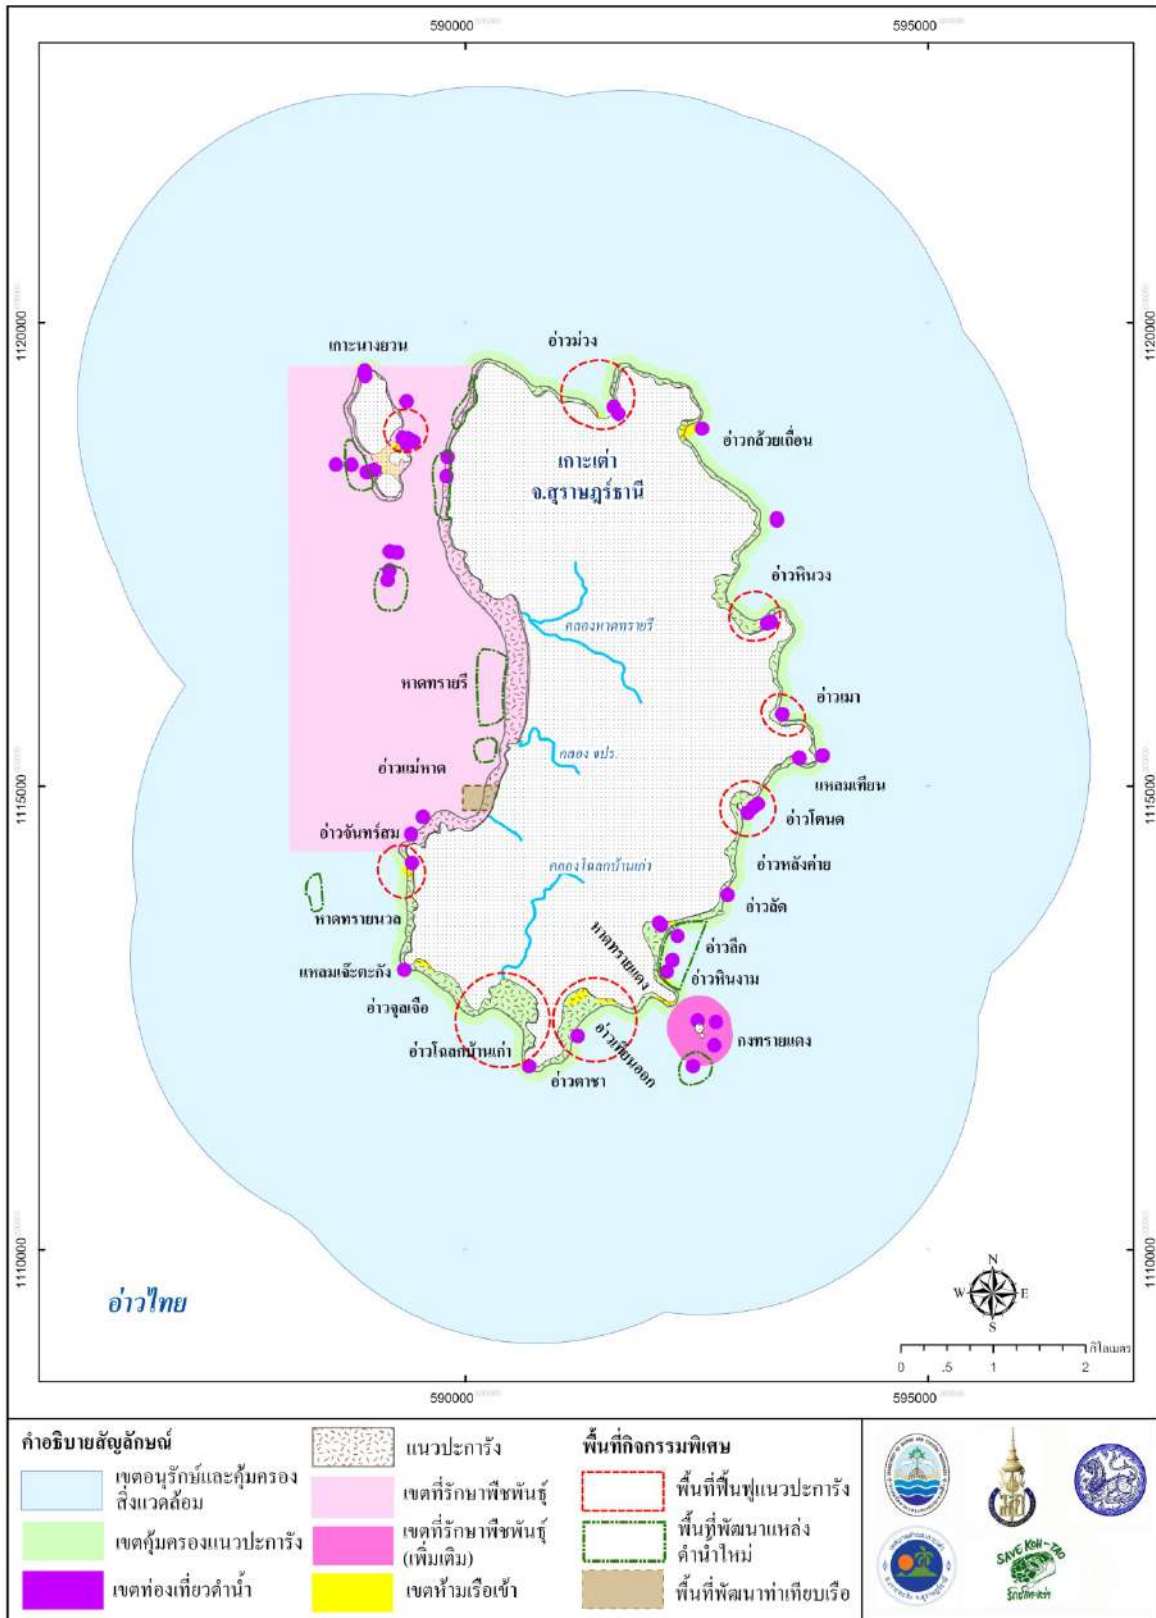 590000
595000
1120000
1120000
เกาะนางยวน
อ่าวม่วง
อ่าวกล้วยเถื่อน
เกาะเต่า
จ.สุราษฎร์ธานี
อ่าวหินวง
คลองหาดทรายรี
หาดทรายรี
อ่าวเมา
คลอง จปร.
อ่าวแม่หาด
แหลมเทียน
1115000
1115000
อ่าวจันทร์สม
อ่าวโตนด
คลองโฉลกบ้านเก่า
อ่าวหลังค่าย
อ่าวลัด
หาดทรายนวล
หาดทรายแดง
อ่าวลึก
แหลมเจ๊ะตะกัง
อ่าวหินงาม
อ่าวจุลเจือ
กงทรายแดง
อ่าวโฉลกบ้านเก่า
อ่าวเทียนออก
อ่าวตาชา
1110000
1110000
อ่าวไทย
N
W E
S
กิโลเมตร
0 .5 1 2
590000
595000
คำอธิบายสัญลักษณ์
เขตอนุรักษ์และคุ้มครอง
สิ่งแวดล้อม
เขตคุ้มครองแนวปะการัง
เขตท่องเที่ยวดำน้ำ
แนวปะการัง
เขตที่รักษาพืชพันธุ์
เขตที่รักษาพืชพันธุ์
(เพิ่มเติม)
เขตห้ามเรือเข้า
พื้นที่กิจกรรมพิเศษ
พื้นที่ฟื้นฟูแนวปะการัง
พื้นที่พัฒนาแหล่ง
ดำน้ำใหม่
พื้นที่พัฒนาท่าเทียบเรือ
SAVE KOH-TAO
รักษ์เกาะเต่า